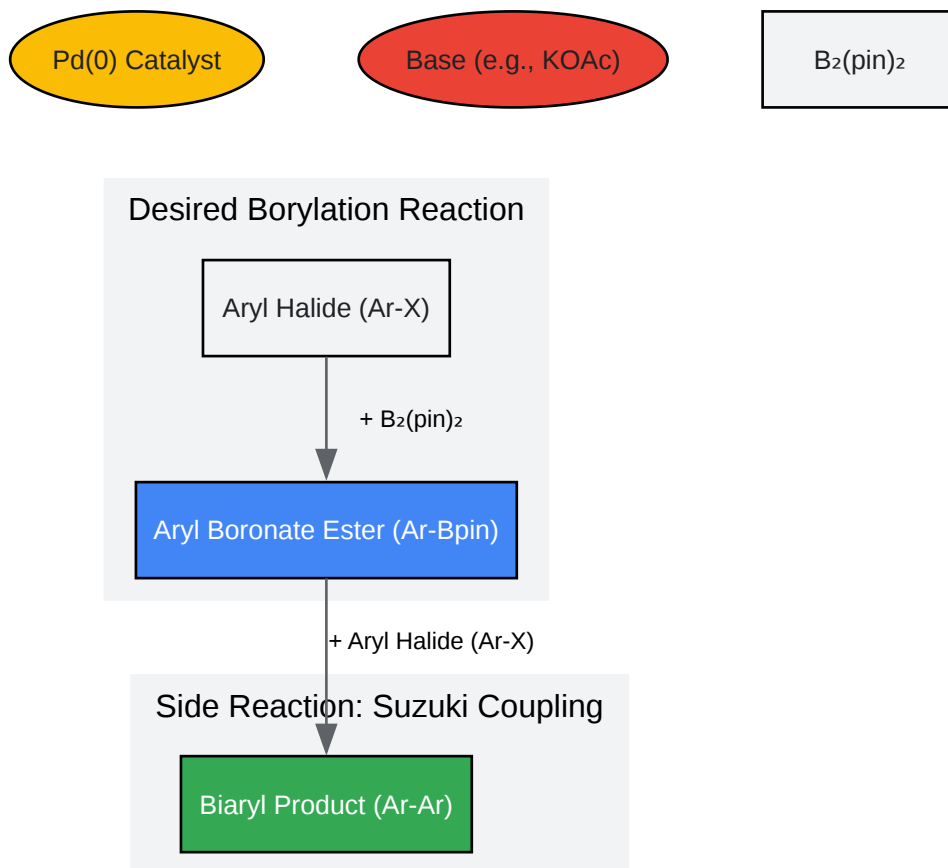 Pd(0) Catalyst
Base (e.g., KOAc)
B₂(pin)₂
Desired Borylation Reaction
Aryl Halide (Ar-X)
+ B₂(pin)₂
Aryl Boronate Ester (Ar-Bpin)
+ Aryl Halide (Ar-X)
Side Reaction: Suzuki Coupling
Biaryl Product (Ar-Ar)